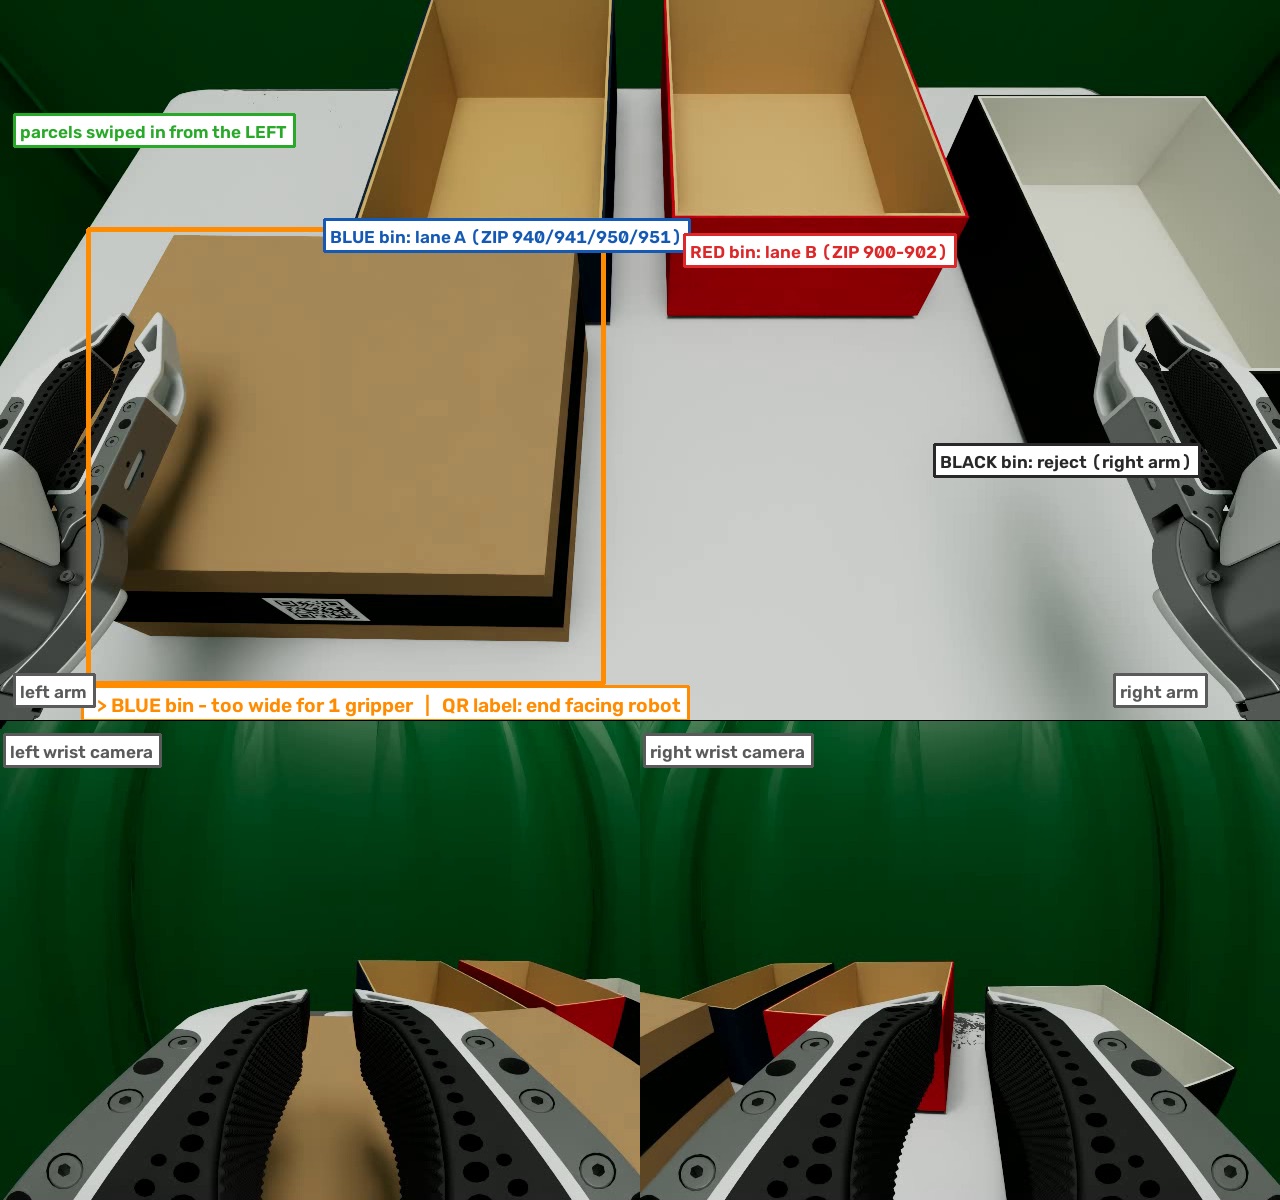 parcels swiped in from the LEFT
BLUE bin: lane A (ZIP 940/941/950/951)
RED bin: lane B (ZIP 900-902)
BLACK bin: reject (right arm)
left arm
> BLUE bin - too wide for 1 gripper | QR label: end facing robot
right arm
left wrist camera
right wrist camera